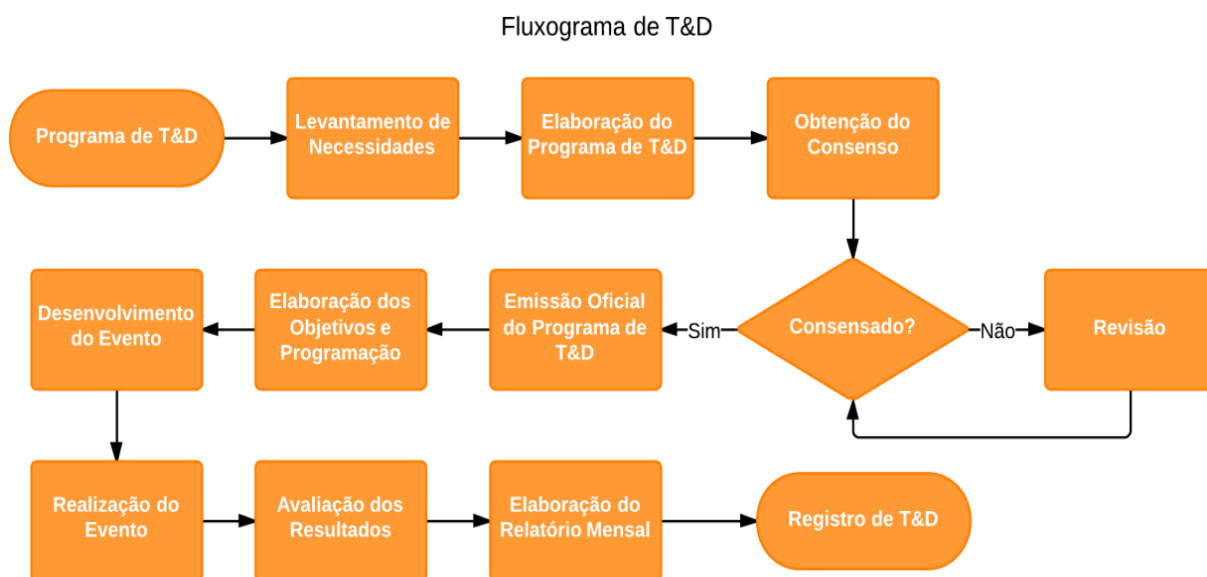 Fluxograma de T&D
Programa de T&D
Levantamento de
Necessidades
Elaboração do
Programa de T&D
Obtenção do
Consenso
Consensado?
Não
Revisão
Sim
Emissão Oficial
do Programa de
T&D
Elaboração dos
Objetivos e
Programação
Desenvolvimento
do Evento
Realização do
Evento
Avaliação dos
Resultados
Elaboração do
Relatório Mensal
Registro de T&D